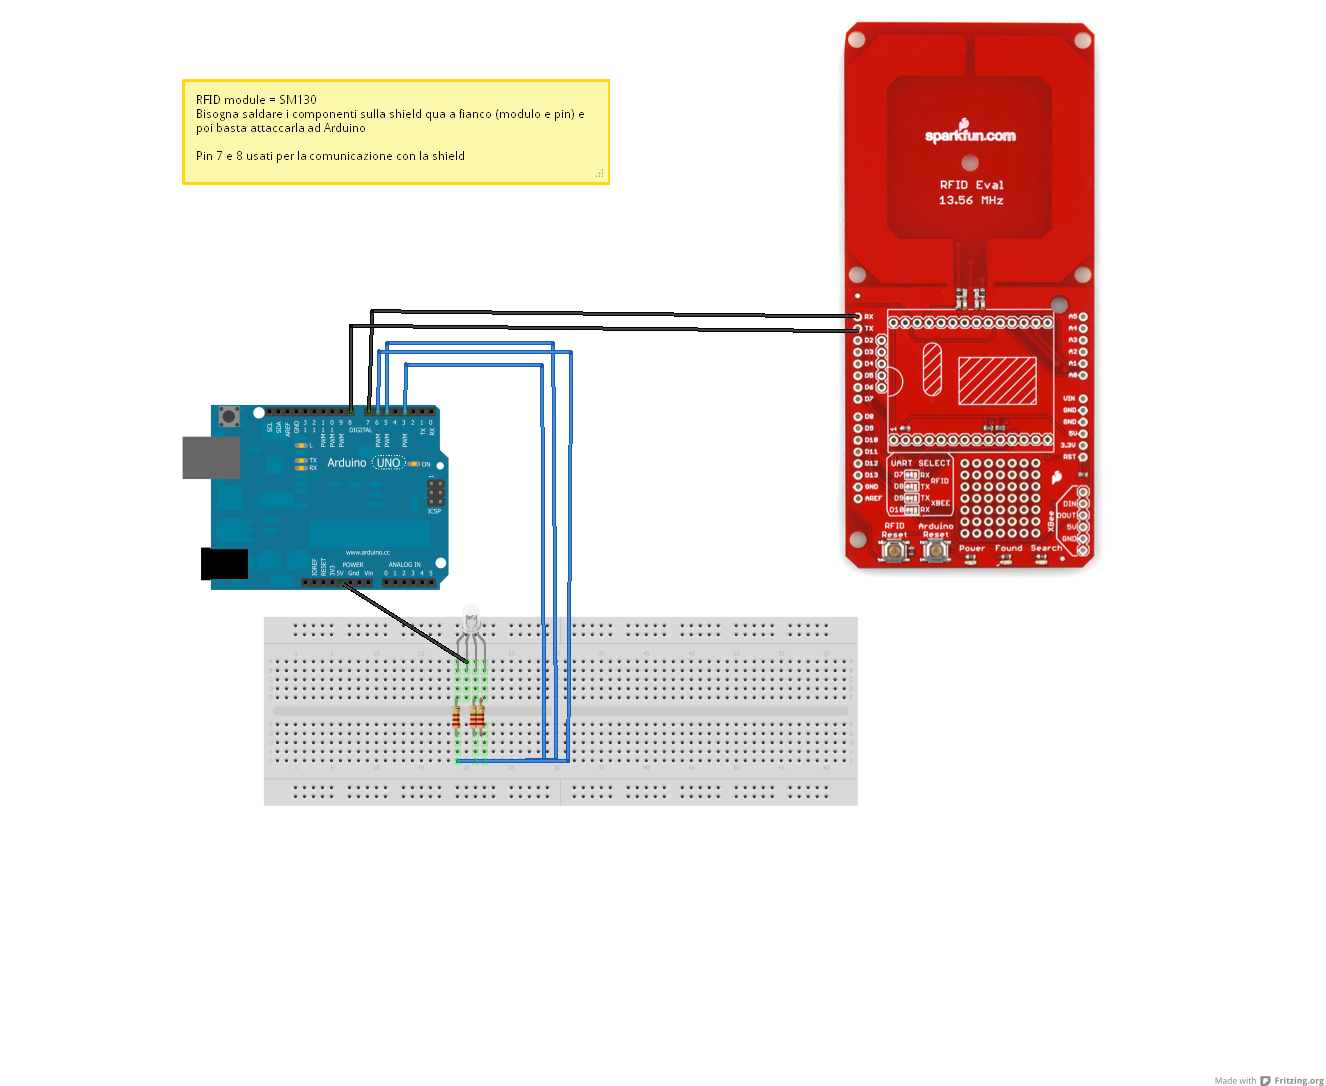 RFID module = SM130
Bisogna saldare i componenti sulla shield qua a fianco (modulo e pin) e
poi basta attaccarla ad Arduino
Pin 7 e 8 usati per la comunicazione con la shield
sparkfun.com
RFID Eval
13.56 MHz
RX
TX
D2
D3
D4
D5
D6
D7
D8
D9
D10
D11
D12
D13
GND
AREF
A5
A4
A3
A2
A1
A0
VIN
GND
GND
5V
3.3V
RST
UART SELECT
D7 RX
D8 TX
RFID
D9 TX
D10 RX
XBEE
RFID
Reset
Arduino
Reset
Power
Found
Search
XBee
DIN
DOUT
5V
GND
SCL
SDA
AREF
GND
13
12
11 PWM
10 PWM
9 PWM
8
7
6 PWM
5 PWM
4
3 PWM
2
1 TX
0 RX
DIGITAL
L
TX
RX
Arduino UNO
ON
1
ICSP
www.arduino.cc
POWER
ANALOG IN
IOREF
RESET
3V3
5V
Gnd
Vin
0 1 2 3 4 5
Made with Fritzing.org